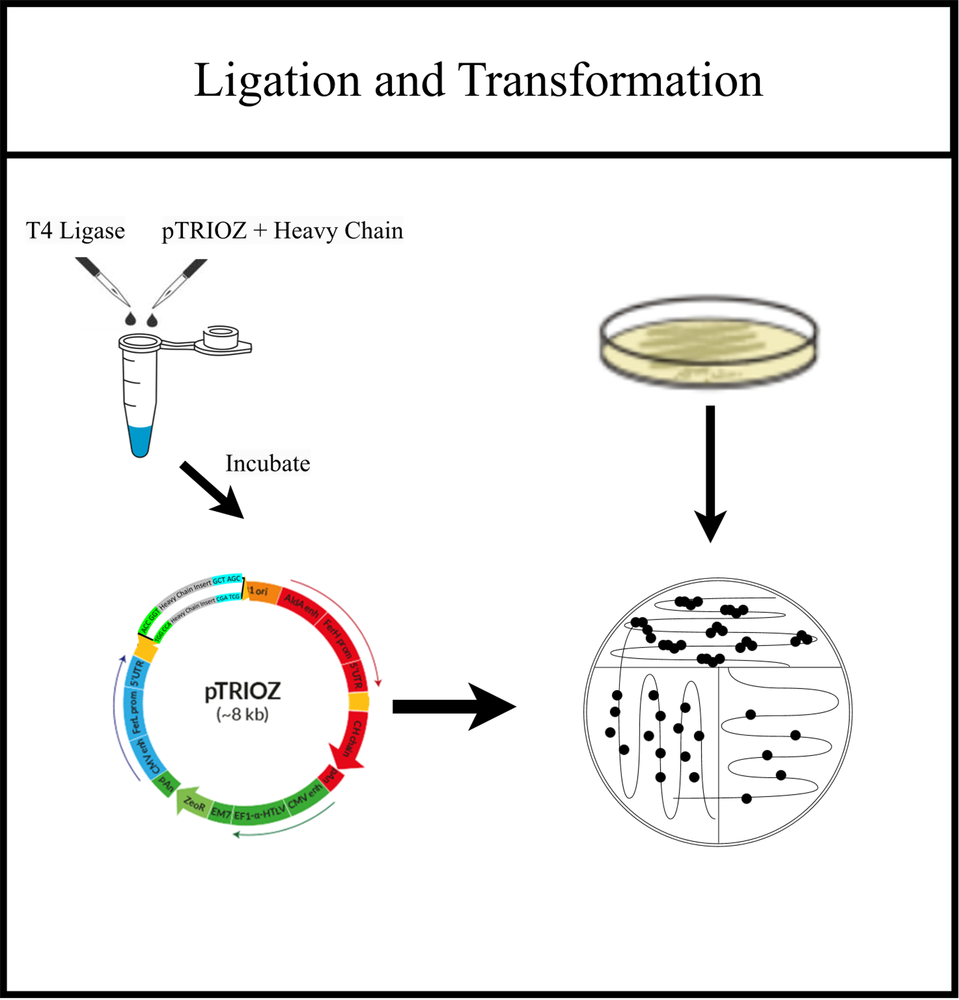 Ligation and Transformation
T4 Ligase
pTRIOZ + Heavy Chain
Incubate
ACC GGT Heavy Chain Insert GCT AGC
TGG CCA Heavy Chain Insert CGA TCG
1 ori
AldA enh
FerH prom
5'UTR
CH chain
pAn
CMV enh
EF1-α-HTLV
EM7
ZeoR
pAn
CMV enh
FerL prom
5'UTR
pTRIOZ
(~8 kb)